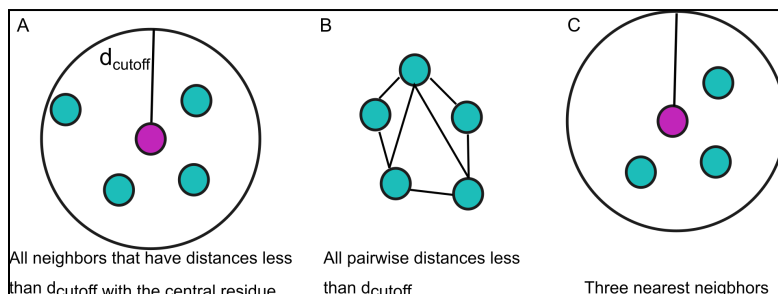 A
B
C
dcutoff
All neighbors that have distances less
than dcutoff with the central residue
All pairwise distances less
than dcutoff
Three nearest neigbhors